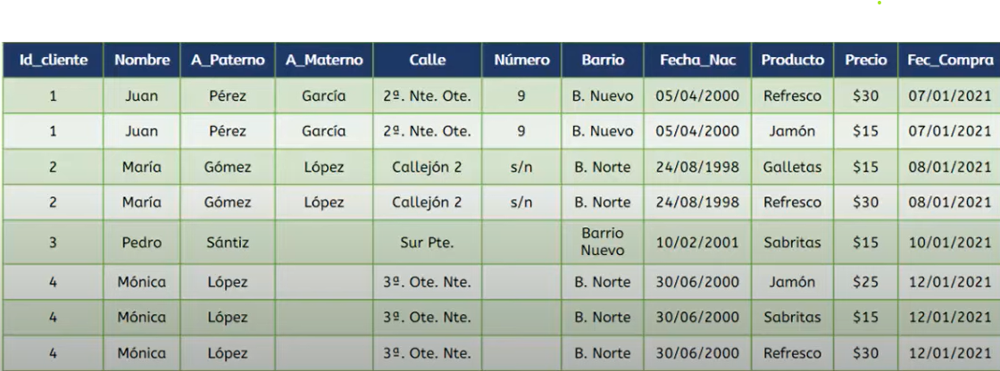 Id_cliente Nombre A_Paterno A_Materno Calle Número Barrio Fecha_Nac Producto Precio Fec_Compra
1 Juan Pérez García 2ª. Nte. Ote. 9 B. Nuevo 05/04/2000 Refresco $30 07/01/2021
1 Juan Pérez García 2ª. Nte. Ote. 9 B. Nuevo 05/04/2000 Jamón $15 07/01/2021
2 María Gómez López Callejón 2 s/n B. Norte 24/08/1998 Galletas $15 08/01/2021
2 María Gómez López Callejón 2 s/n B. Norte 24/08/1998 Refresco $30 08/01/2021
3 Pedro Sántiz Sur Pte. Barrio Nuevo 10/02/2001 Sabritas $15 10/01/2021
4 Mónica López 3ª. Ote. Nte. B. Norte 30/06/2000 Jamón $25 12/01/2021
4 Mónica López 3ª. Ote. Nte. B. Norte 30/06/2000 Sabritas $15 12/01/2021
4 Mónica López 3ª. Ote. Nte. B. Norte 30/06/2000 Refresco $30 12/01/2021